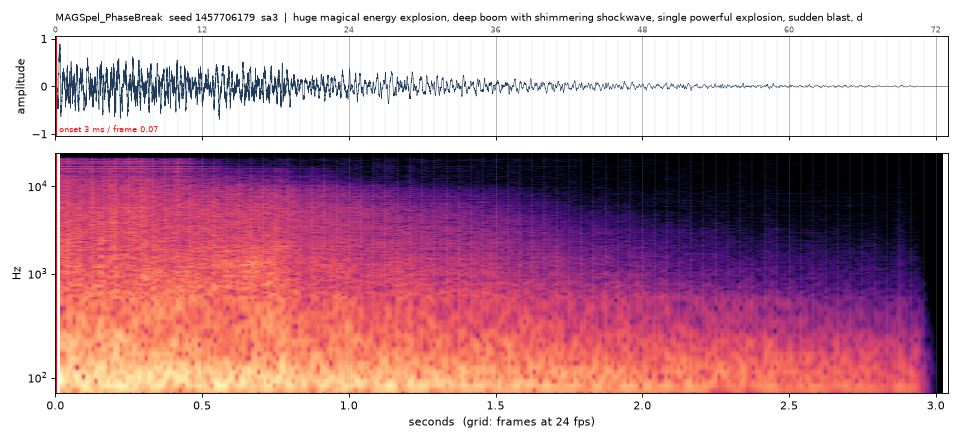 MAGSpel_PhaseBreak  seed 1457706179  sa3  |  huge magical energy explosion, deep boom with shimmering shockwave, single powerful explosion, sudden blast, d
0 12 24 36 48 60 72
1
0
−1
amplitude
onset 3 ms / frame 0.07
10⁴
10³
10²
Hz
0.0 0.5 1.0 1.5 2.0 2.5 3.0
seconds  (grid: frames at 24 fps)